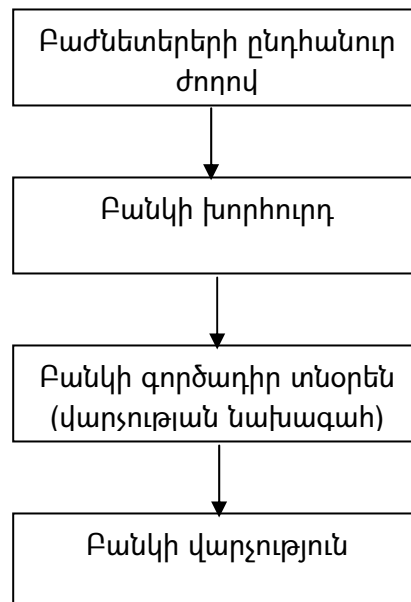 Բաժնետերերի ընդհանուր
ժողով
Բանկի խորհուրդ
Բանկի գործադիր տնօրեն
(վարչության նախագահ)
Բանկի վարչություն